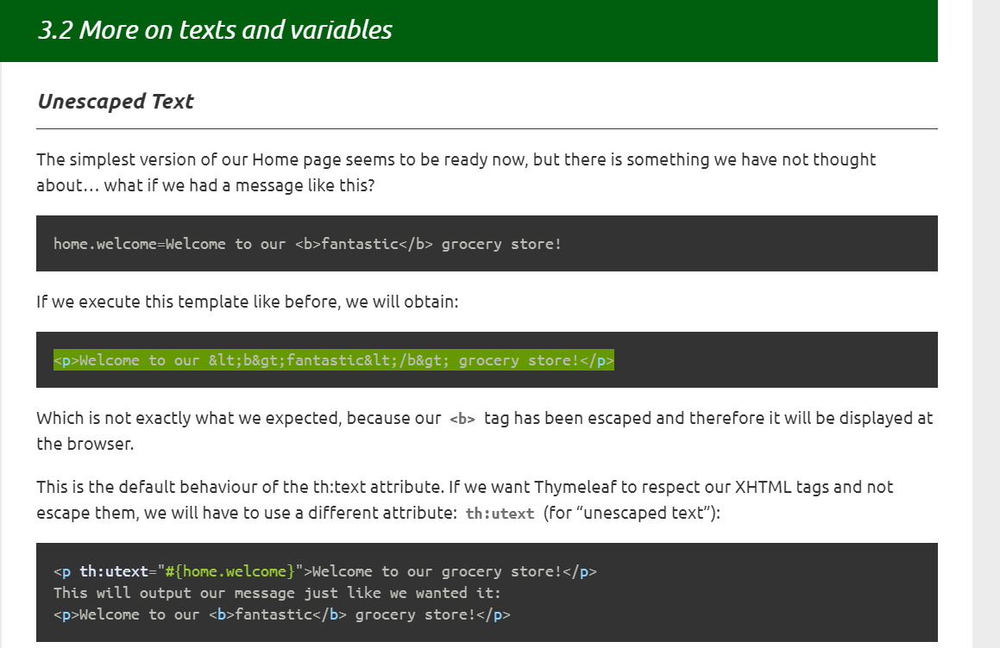 3.2 More on texts and variables
Unescaped Text
The simplest version of our Home page seems to be ready now, but there is something we have not thought
about… what if we had a message like this?
home.welcome=Welcome to our <b>fantastic</b> grocery store!
If we execute this template like before, we will obtain:
<p>Welcome to our &lt;b&gt;fantastic&lt;/b&gt; grocery store!</p>
Which is not exactly what we expected, because our <b> tag has been escaped and therefore it will be displayed at
the browser.
This is the default behaviour of the th:text attribute. If we want Thymeleaf to respect our XHTML tags and not
escape them, we will have to use a different attribute: th:utext (for “unescaped text”):
<p th:utext="#{home.welcome}">Welcome to our grocery store!</p>
This will output our message just like we wanted it:
<p>Welcome to our <b>fantastic</b> grocery store!</p>